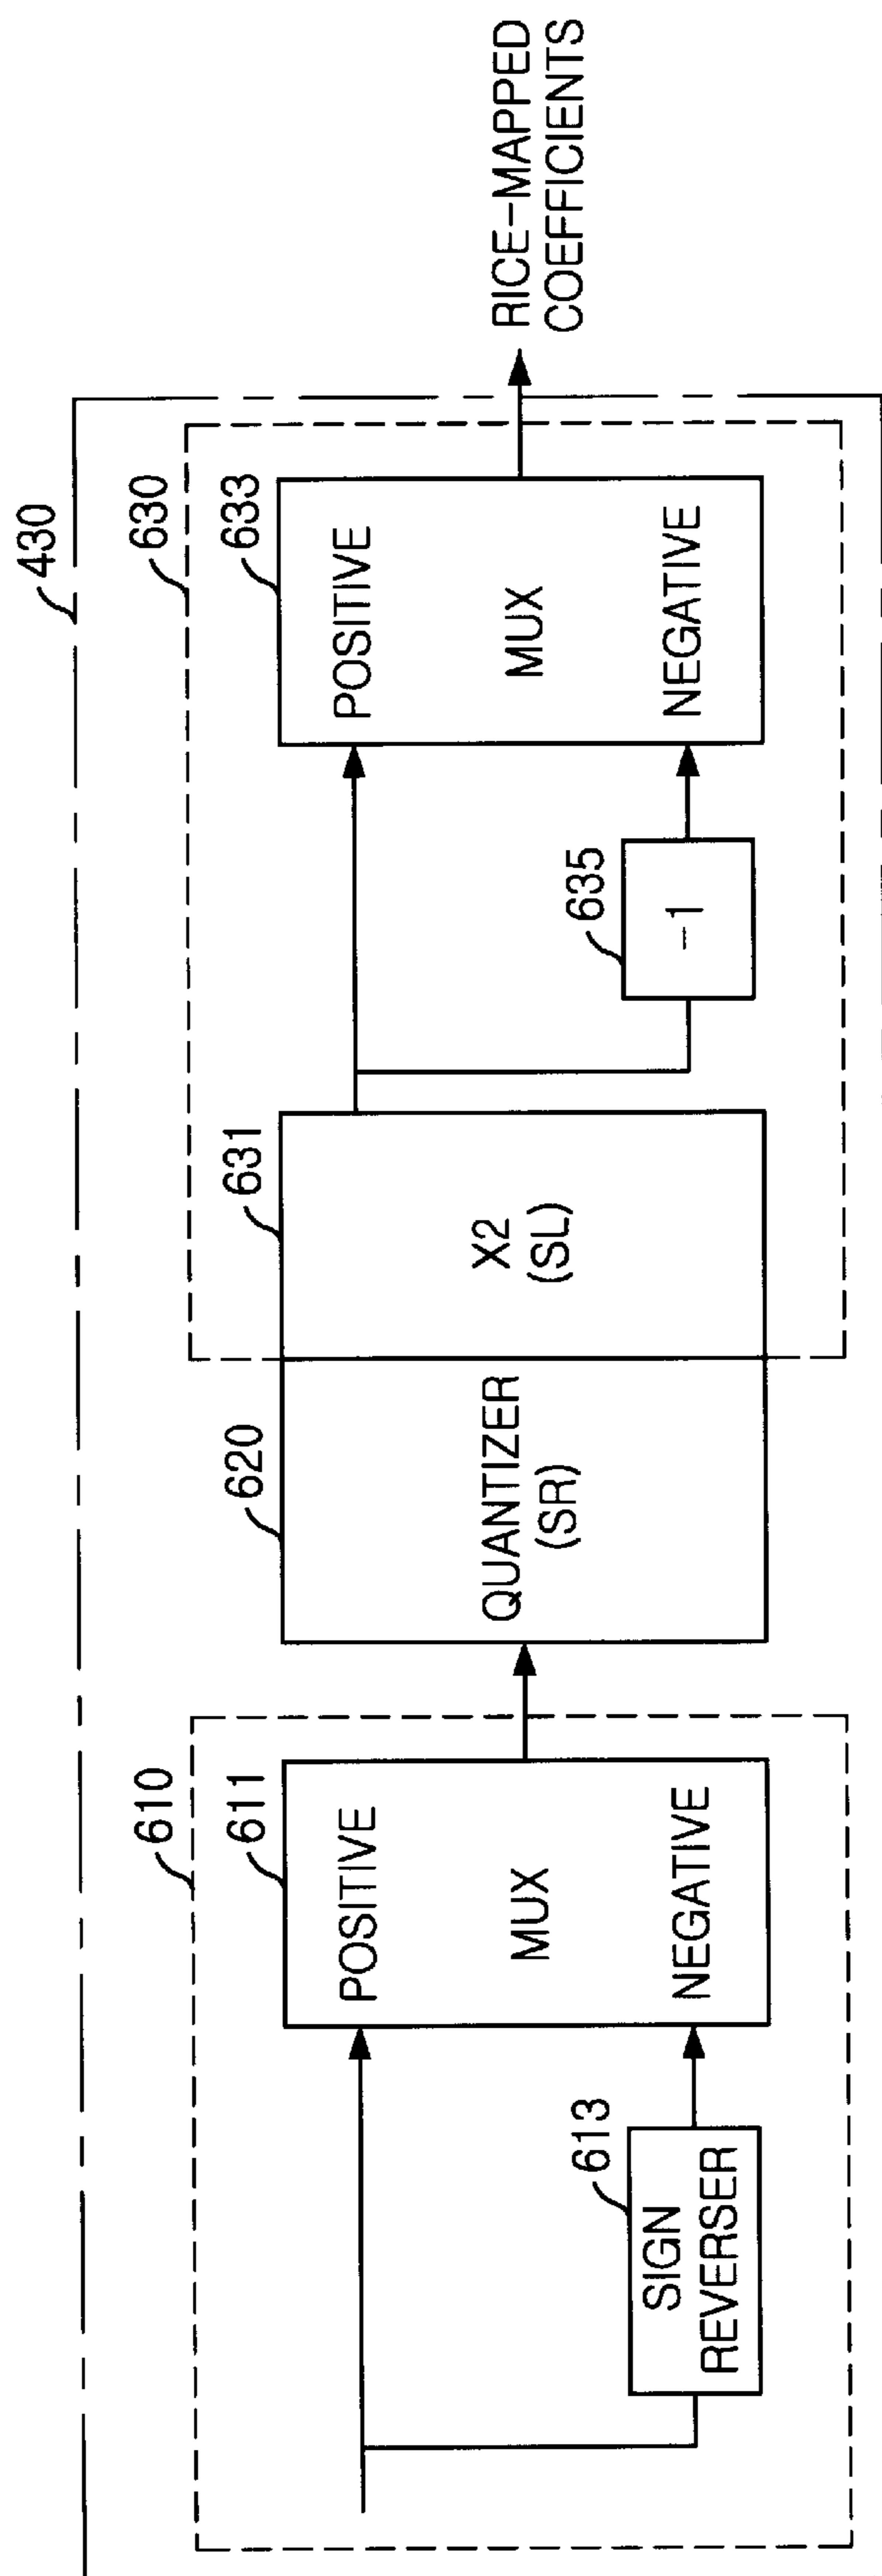 430
610
611
POSITIVE
MUX
NEGATIVE
613
SIGN
REVERSER
620
QUANTIZER
(SR)
630
631
X2
(SL)
635
-1
633
POSITIVE
MUX
NEGATIVE
RICE-MAPPED
COEFFICIENTS